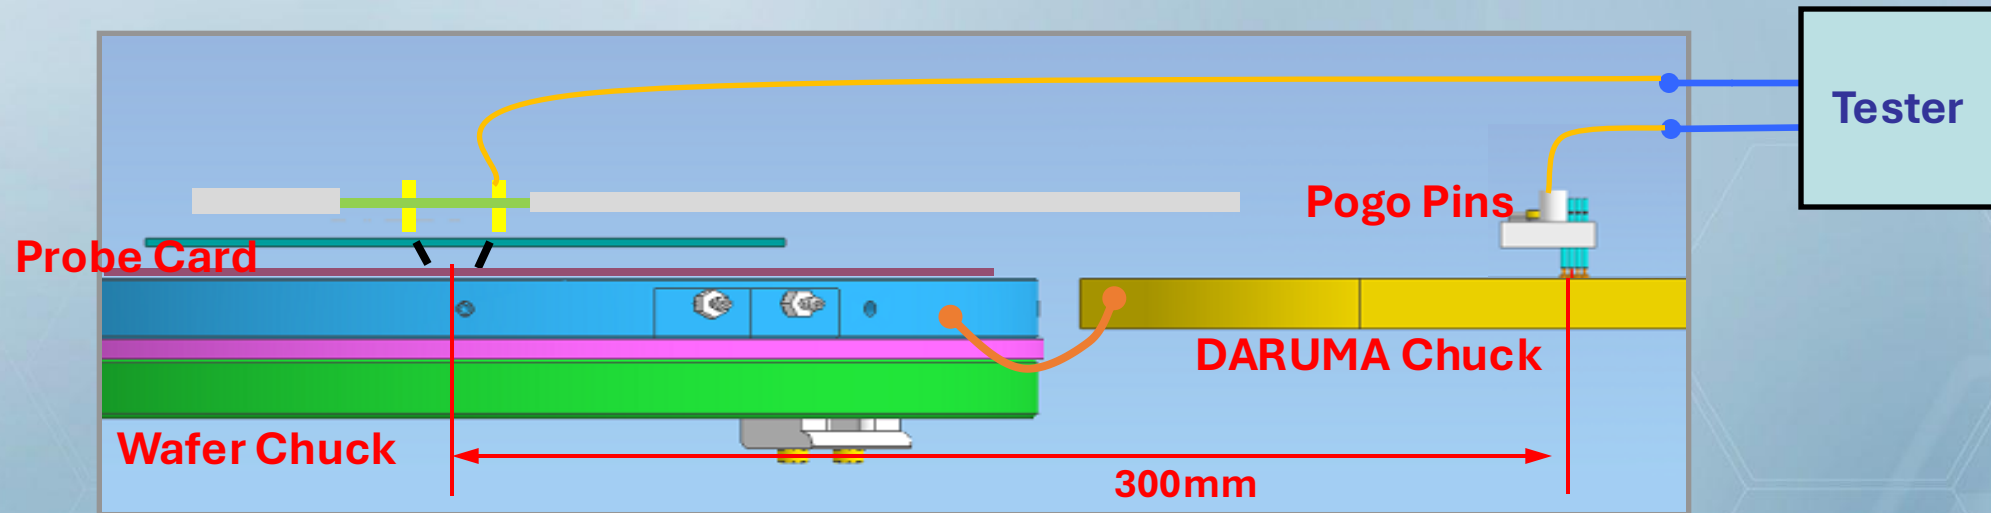 Tester
Pogo Pins
Probe Card
DARUMA Chuck
Wafer Chuck
300mm